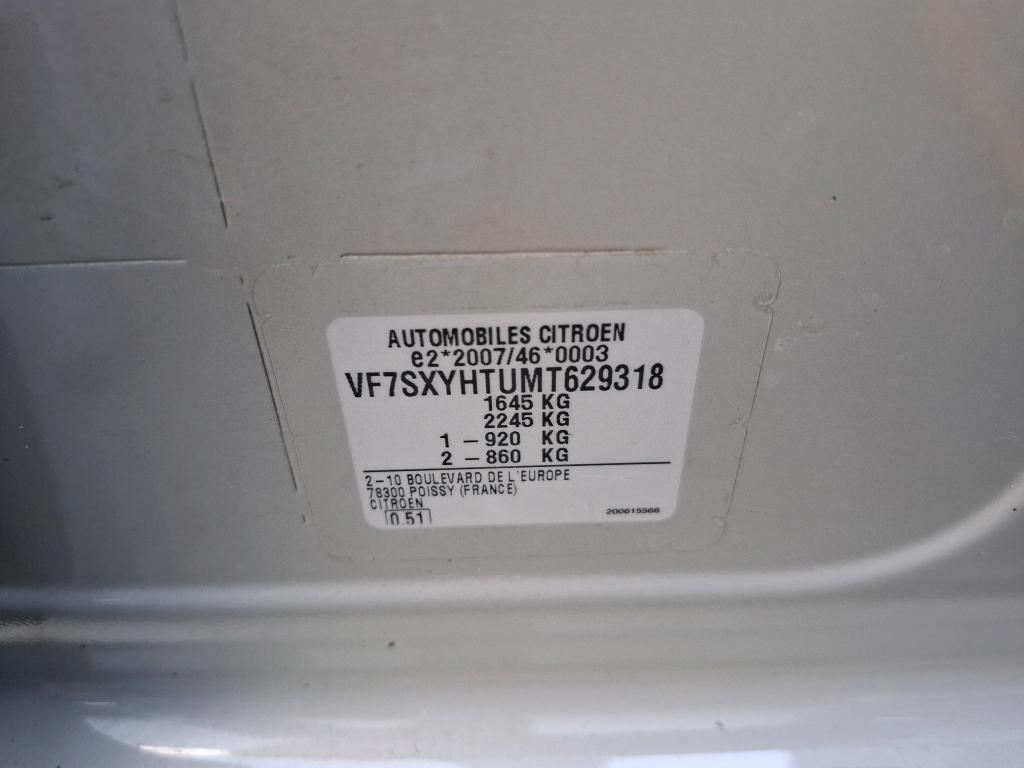 AUTOMOBILES CITROEN
e2*2007/46*0003
VF7SXYHTUMT629318
1645 KG
2245 KG
1 – 920 KG
2 – 860 KG
2–10 BOULEVARD DE L'EUROPE
78300 POISSY (FRANCE)
CITROEN
0.51
200615566